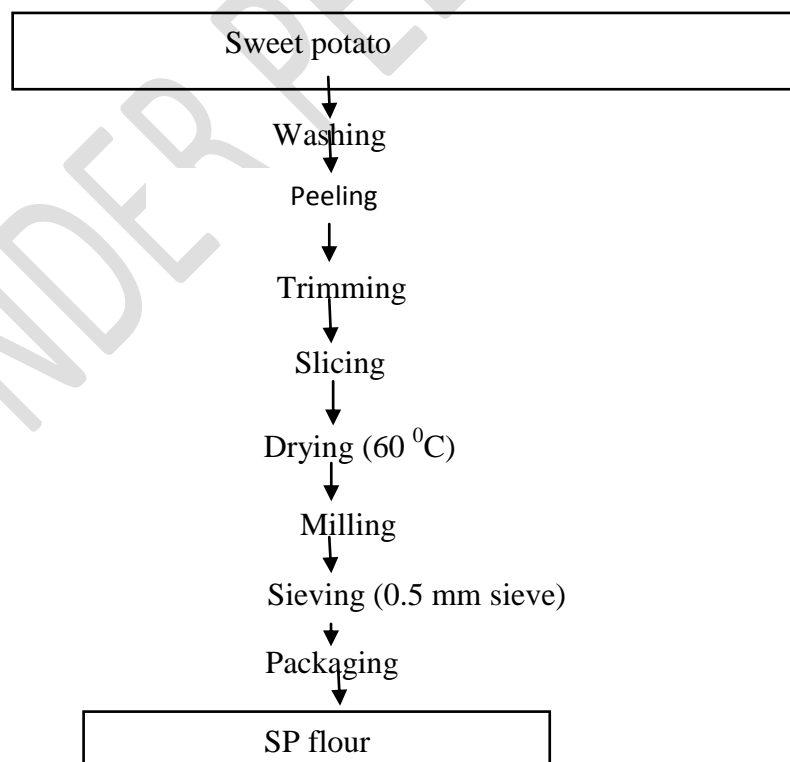 Sweet potato
Washing
Peeling
Trimming
Slicing
Drying (60 ⁰C)
Milling
Sieving (0.5 mm sieve)
Packaging
SP flour